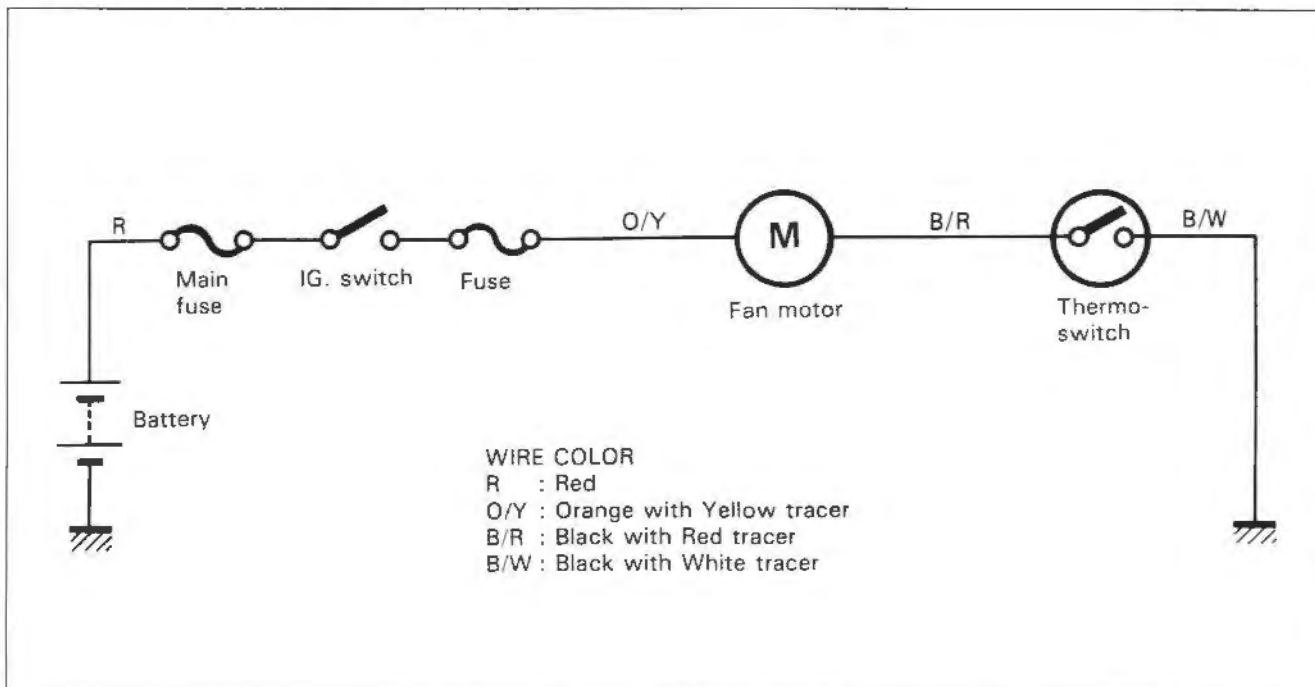 R
O/Y
M
B/R
B/W
Main
fuse
IG. switch
Fuse
Fan motor
Thermo-
switch
Battery
WIRE COLOR
R : Red
O/Y : Orange with Yellow tracer
B/R : Black with Red tracer
B/W : Black with White tracer